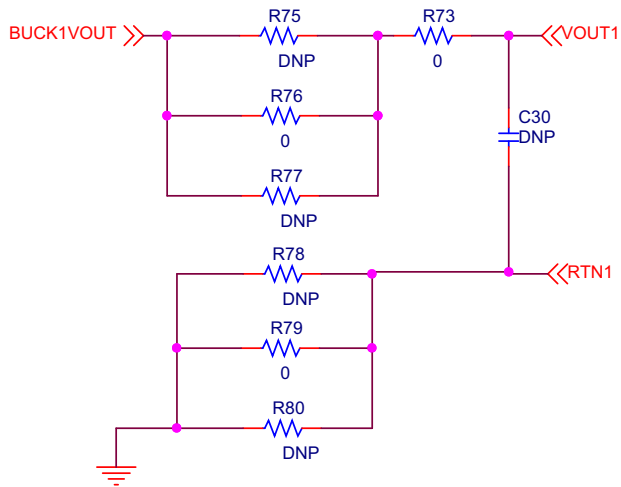 R75
R73
BUCK1VOUT
VOUT1
DNP
0
R76
C30
DNP
0
R77
DNP
R78
RTN1
DNP
R79
0
R80
DNP